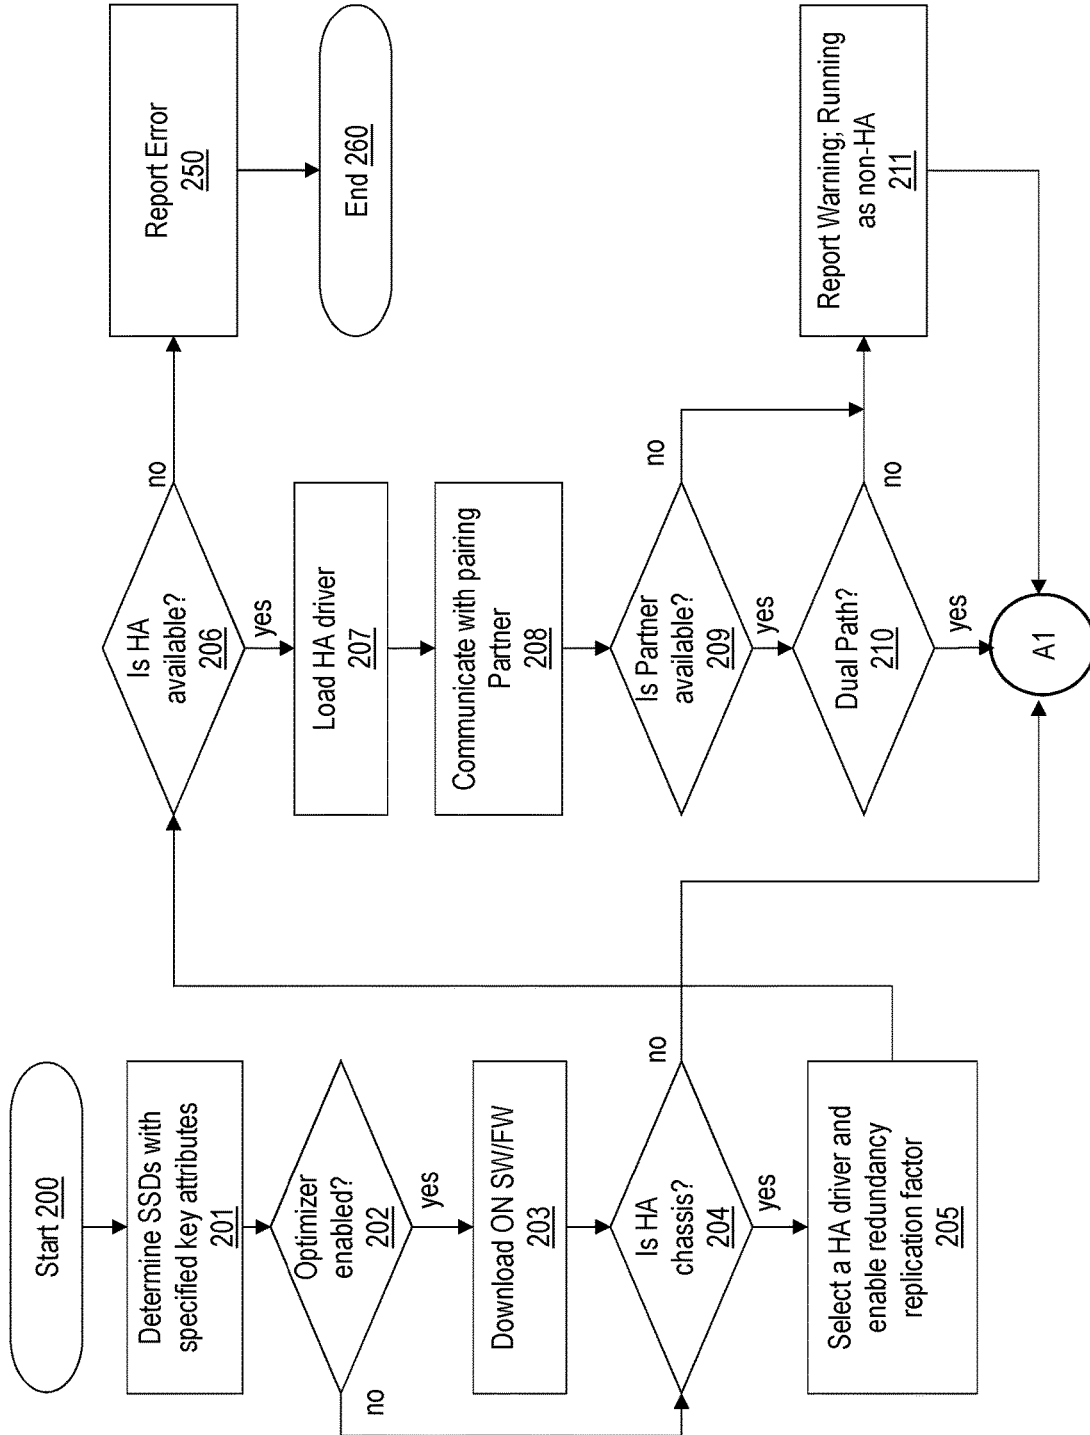 Start 200
Determine SSDs with
specified key attributes
201
Optimizer
enabled?
202
no
yes
Download ON SW/FW
203
Is HA
chassis?
204
no
yes
Select a HA driver and
enable redundancy
replication factor
205
Is HA
available?
206
no
yes
Report Error
250
End 260
Load HA driver
207
Communicate with pairing
Partner
208
Is Partner
available?
209
no
yes
Dual Path?
210
no
yes
Report Warning; Running
as non-HA
211
A1